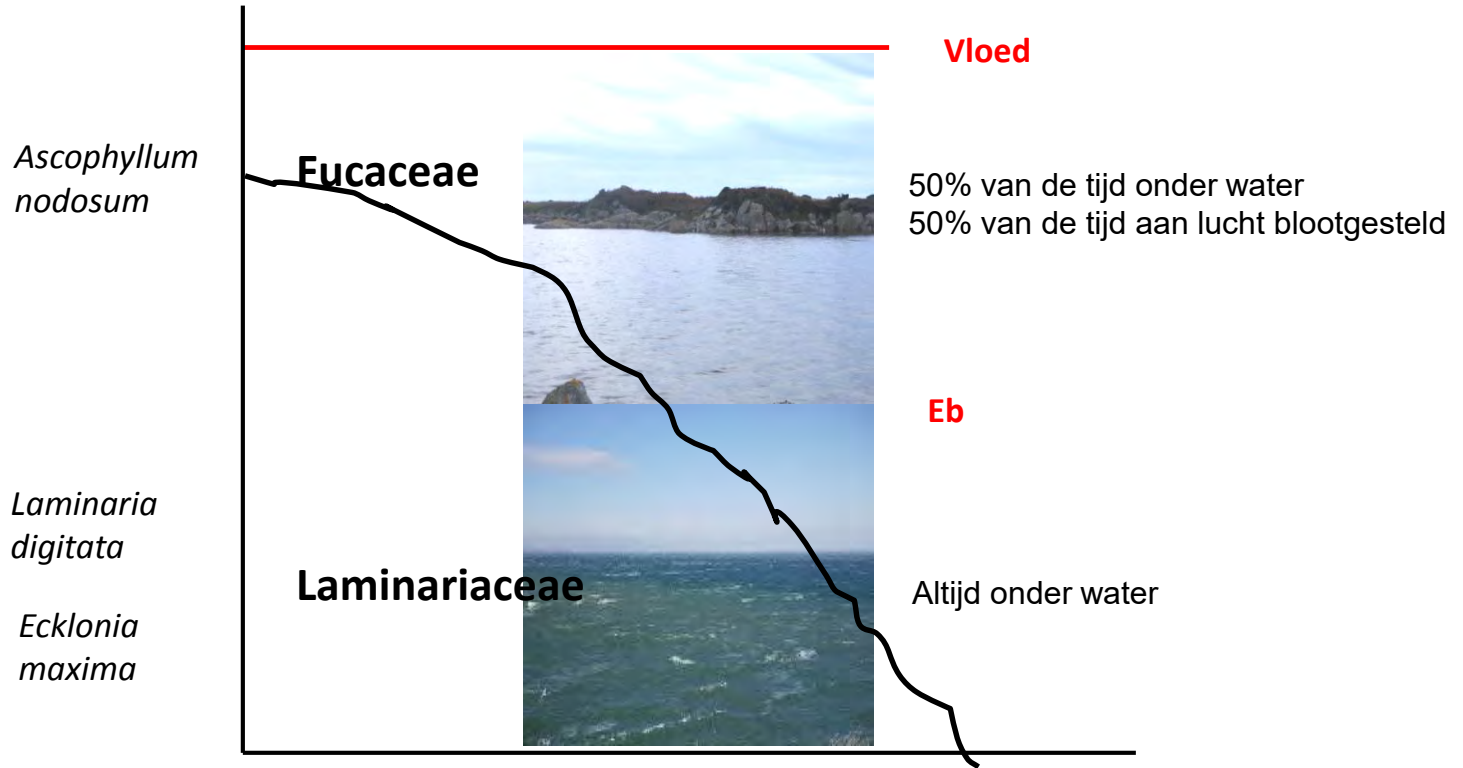 Vloed
Ascophyllum
nodosum
Fucaceae
50% van de tijd onder water
50% van de tijd aan lucht blootgesteld
Eb
Laminaria
digitata
Laminariaceae
Altijd onder water
Ecklonia
maxima